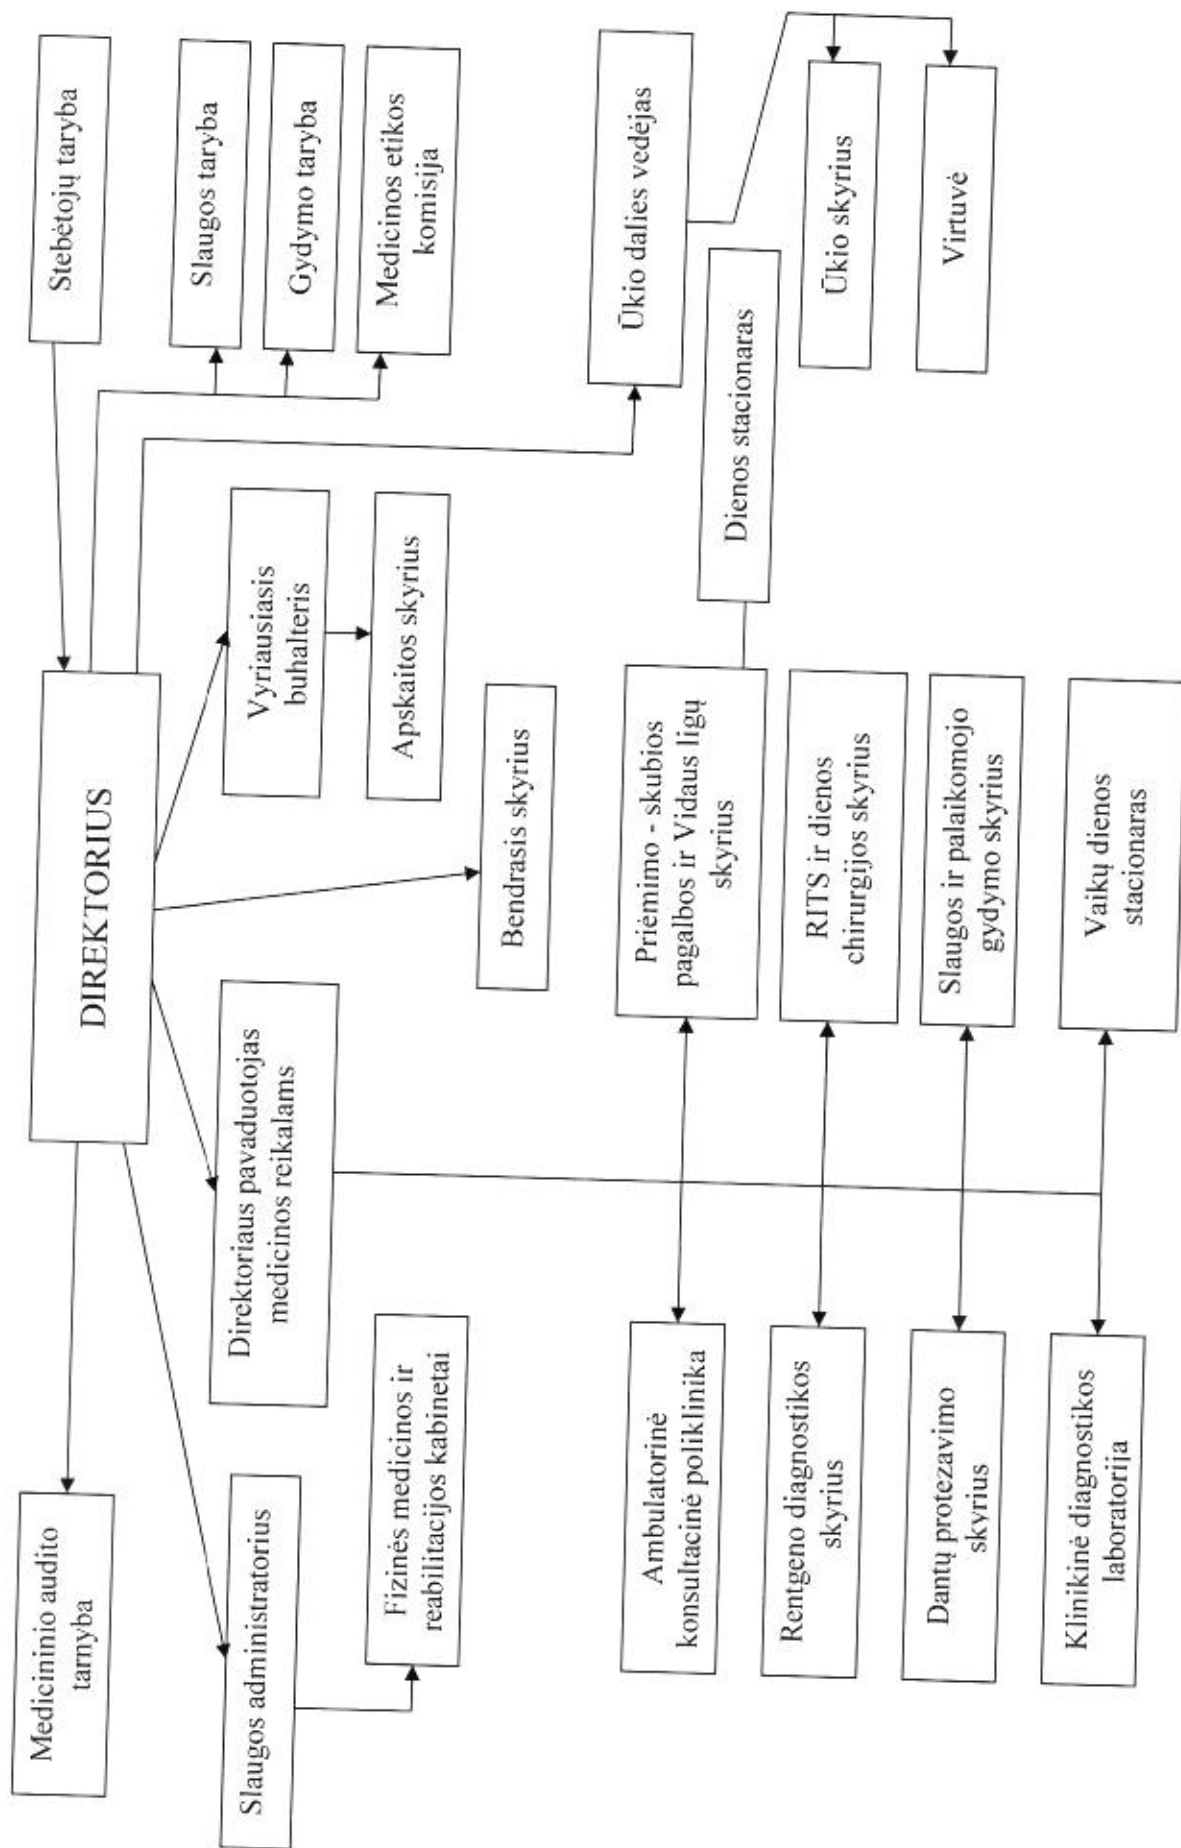 Medicininio audito
tarnyba
DIREKTORIUS
Stebėtojų taryba
Slaugos taryba
Gydymo taryba
Medicinos etikos
komisija
Slaugos administratorius
Direktoriaus pavaduotojas
medicinos reikalams
Vyriausiasis
buhalteris
Fizinės medicinos ir
reabilitacijos kabinetai
Apskaitos skyrius
Bendrasis skyrius
Ūkio dalies vedėjas
Ambulatorinė
konsultacinė poliklinika
Priėmimo - skubios
pagalbos ir Vidaus ligų
skyrius
Dienos stacionaras
Rentgeno diagnostikos
skyrius
RITS ir dienos
chirurgijos skyrius
Ūkio skyrius
Dantų protezavimo
skyrius
Slaugos ir palaikomojo
gydymo skyrius
Virtuvė
Klinikinė diagnostikos
laboratorija
Vaikų dienos
stacionaras